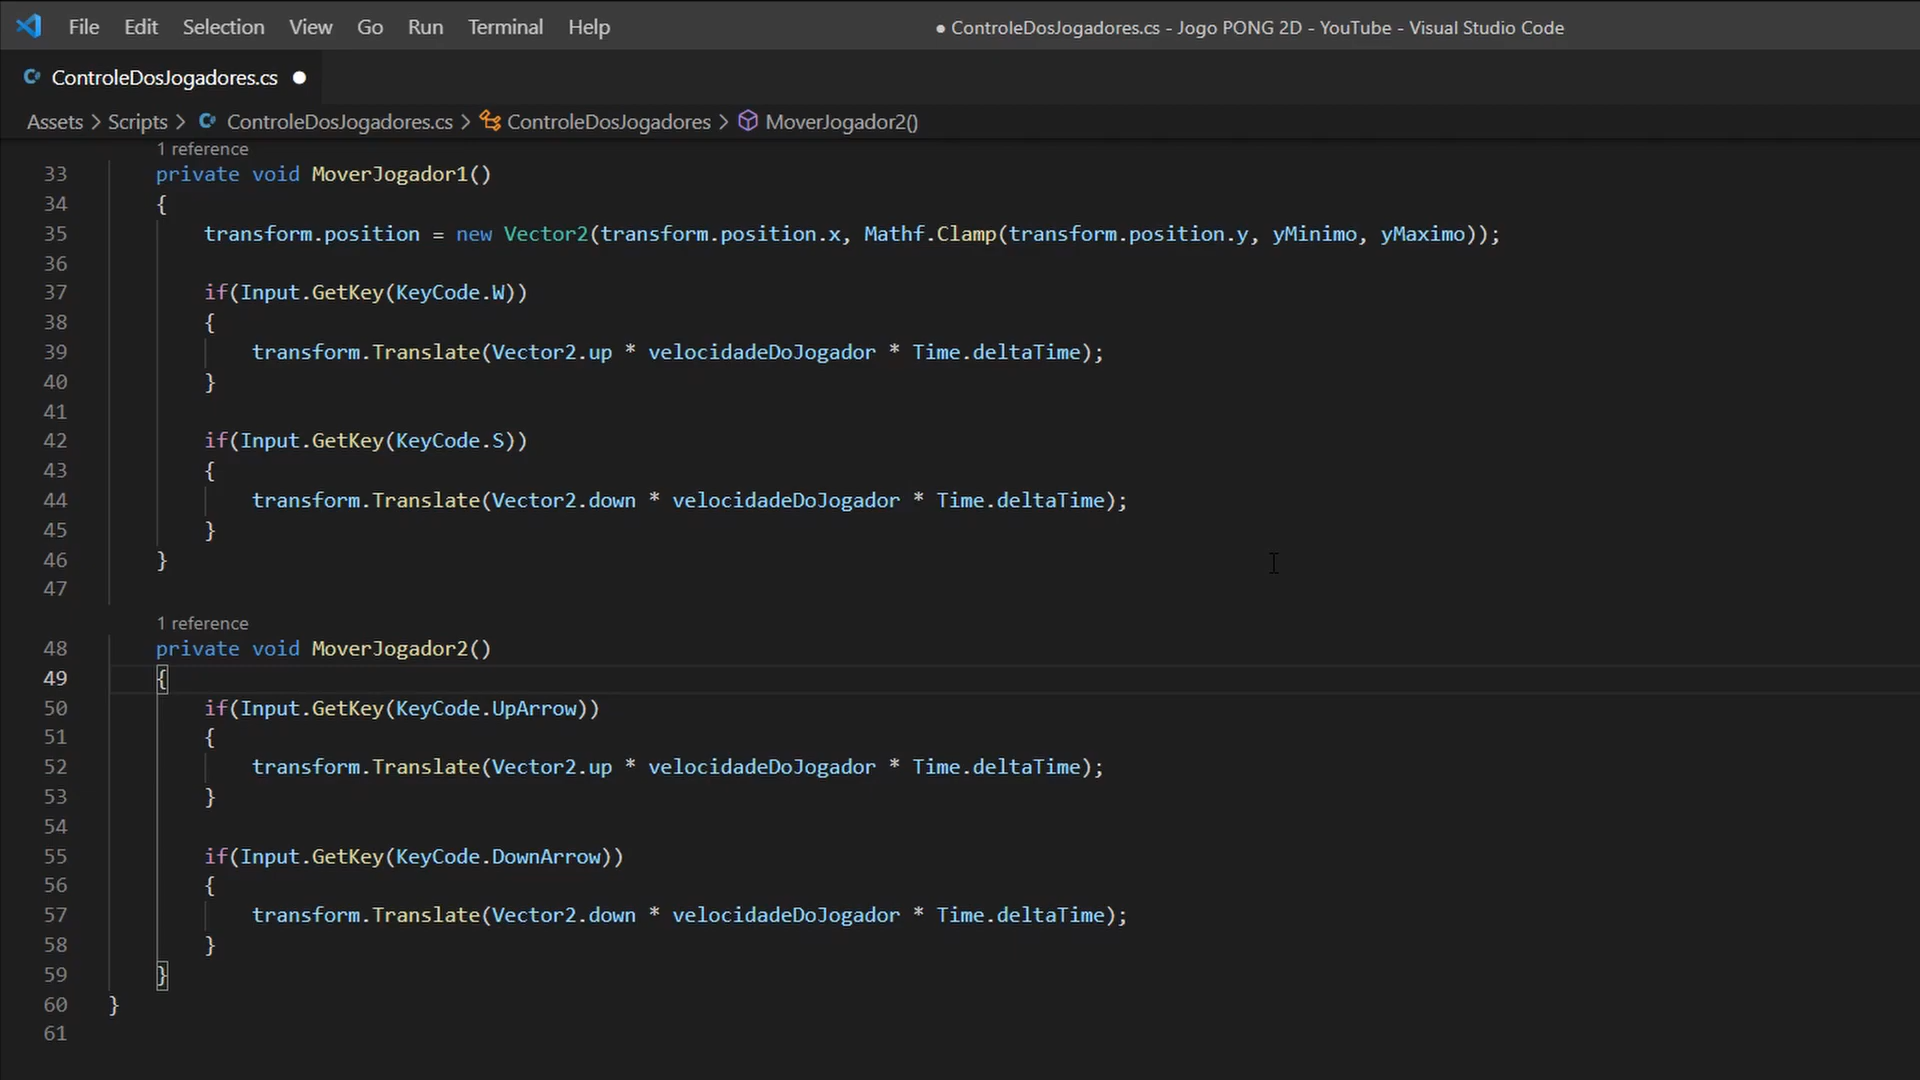 File Edit Selection View Go Run Terminal Help ● ControleDosJogadores.cs - Jogo PONG 2D - YouTube - Visual Studio Code
ControleDosJogadores.cs ●
Assets > Scripts > ControleDosJogadores.cs > ControleDosJogadores > MoverJogador2()
1 reference
33 private void MoverJogador1()
34 {
35 transform.position = new Vector2(transform.position.x, Mathf.Clamp(transform.position.y, yMinimo, yMaximo));
36
37 if(Input.GetKey(KeyCode.W))
38 {
39 transform.Translate(Vector2.up * velocidadeDoJogador * Time.deltaTime);
40 }
41
42 if(Input.GetKey(KeyCode.S))
43 {
44 transform.Translate(Vector2.down * velocidadeDoJogador * Time.deltaTime);
45 }
46 }
47
1 reference
48 private void MoverJogador2()
49 {
50 if(Input.GetKey(KeyCode.UpArrow))
51 {
52 transform.Translate(Vector2.up * velocidadeDoJogador * Time.deltaTime);
53 }
54
55 if(Input.GetKey(KeyCode.DownArrow))
56 {
57 transform.Translate(Vector2.down * velocidadeDoJogador * Time.deltaTime);
58 }
59 }
60 }
61